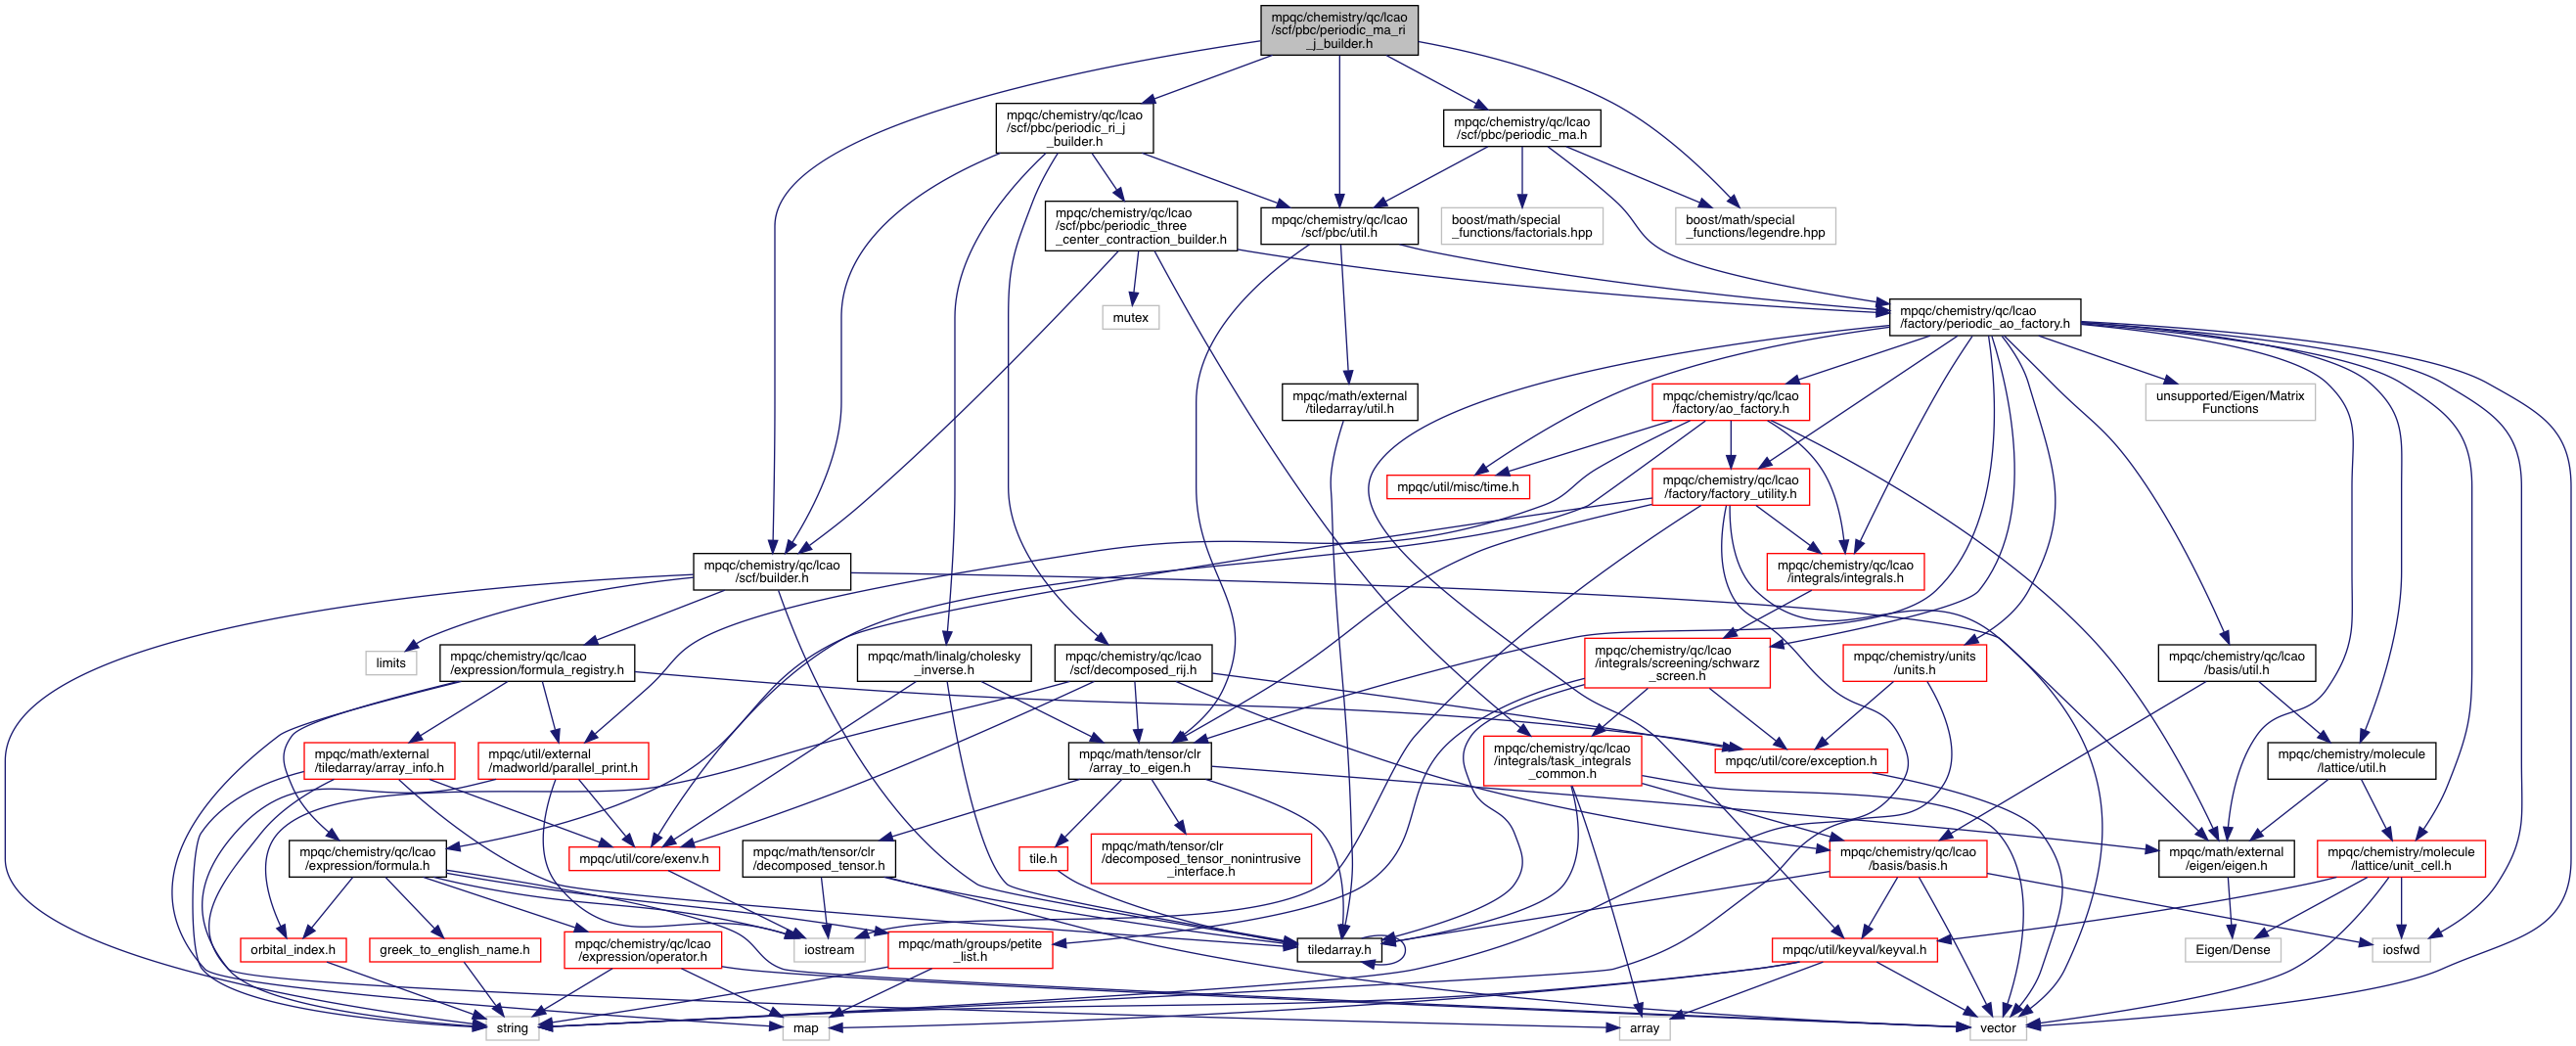 mpqc/chemistry/qc/lcao
/scf/pbc/periodic_ma_ri
_j_builder.h
mpqc/chemistry/qc/lcao
/scf/pbc/periodic_ri_j
_builder.h
mpqc/chemistry/qc/lcao
/scf/pbc/periodic_ma.h
mpqc/chemistry/qc/lcao
/scf/pbc/periodic_three
_center_contraction_builder.h
mpqc/chemistry/qc/lcao
/scf/pbc/util.h
boost/math/special
_functions/factorials.hpp
boost/math/special
_functions/legendre.hpp
mutex
mpqc/chemistry/qc/lcao
/factory/periodic_ao_factory.h
mpqc/math/external
/tiledarray/util.h
mpqc/chemistry/qc/lcao
/factory/ao_factory.h
unsupported/Eigen/Matrix
Functions
mpqc/util/misc/time.h
mpqc/chemistry/qc/lcao
/factory/factory_utility.h
mpqc/chemistry/qc/lcao
/scf/builder.h
mpqc/chemistry/qc/lcao
/integrals/integrals.h
limits
mpqc/chemistry/qc/lcao
/expression/formula_registry.h
mpqc/math/linalg/cholesky
_inverse.h
mpqc/chemistry/qc/lcao
/scf/decomposed_rij.h
mpqc/chemistry/qc/lcao
/integrals/screening/schwarz
_screen.h
mpqc/chemistry/units
/units.h
mpqc/chemistry/qc/lcao
/basis/util.h
mpqc/math/external
/tiledarray/array_info.h
mpqc/util/external
/madworld/parallel_print.h
mpqc/math/tensor/clr
/array_to_eigen.h
mpqc/chemistry/qc/lcao
/integrals/task_integrals
_common.h
mpqc/util/core/exception.h
mpqc/chemistry/molecule
/lattice/util.h
mpqc/chemistry/qc/lcao
/expression/formula.h
mpqc/util/core/exenv.h
mpqc/math/tensor/clr
/decomposed_tensor.h
tile.h
mpqc/math/tensor/clr
/decomposed_tensor_nonintrusive
_interface.h
mpqc/chemistry/qc/lcao
/basis/basis.h
mpqc/math/external
/eigen/eigen.h
mpqc/chemistry/molecule
/lattice/unit_cell.h
orbital_index.h
greek_to_english_name.h
mpqc/chemistry/qc/lcao
/expression/operator.h
iostream
mpqc/math/groups/petite
_list.h
tiledarray.h
mpqc/util/keyval/keyval.h
Eigen/Dense
iosfwd
string
map
array
vector